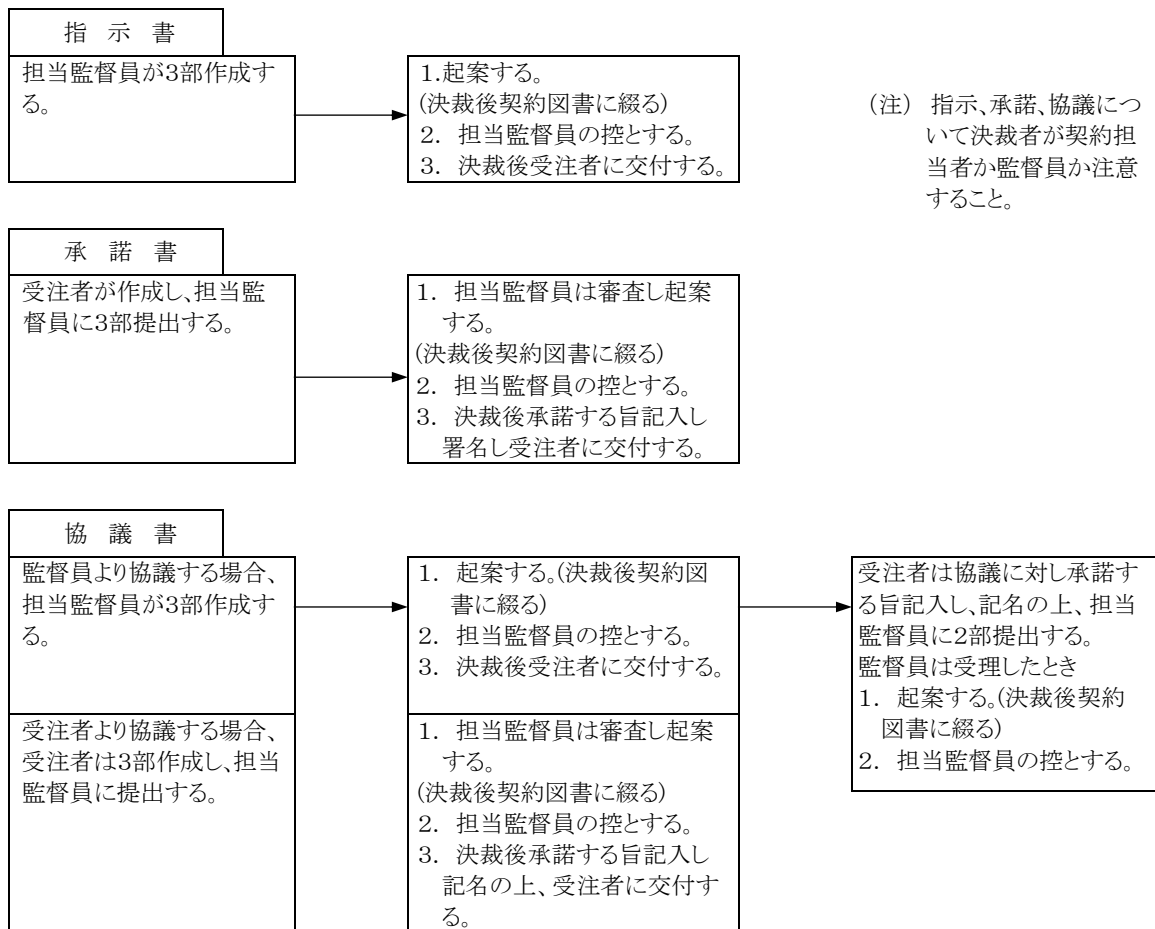 指 示 書
担当監督員が3部作成す
る。
1.起案する。
(決裁後契約図書に綴る)
2. 担当監督員の控とする。
3. 決裁後受注者に交付する。
(注) 指示、承諾、協議につ
いて決裁者が契約担
当者か監督員か注意
すること。
承 諾 書
受注者が作成し、担当監
督員に3部提出する。
1. 担当監督員は審査し起案
する。
(決裁後契約図書に綴る)
2. 担当監督員の控とする。
3. 決裁後承諾する旨記入し
署名し受注者に交付する。
協 議 書
監督員より協議する場合、
担当監督員が3部作成す
る。
1. 起案する。(決裁後契約図
書に綴る)
2. 担当監督員の控とする。
3. 決裁後受注者に交付する。
受注者は協議に対し承諾す
る旨記入し、記名の上、担当
監督員に2部提出する。
監督員は受理したとき
1. 起案する。(決裁後契約
図書に綴る)
2. 担当監督員の控とする。
受注者より協議する場合、
受注者は3部作成し、担当
監督員に提出する。
1. 担当監督員は審査し起案
する。
(決裁後契約図書に綴る)
2. 担当監督員の控とする。
3. 決裁後承諾する旨記入し
記名の上、受注者に交付す
る。